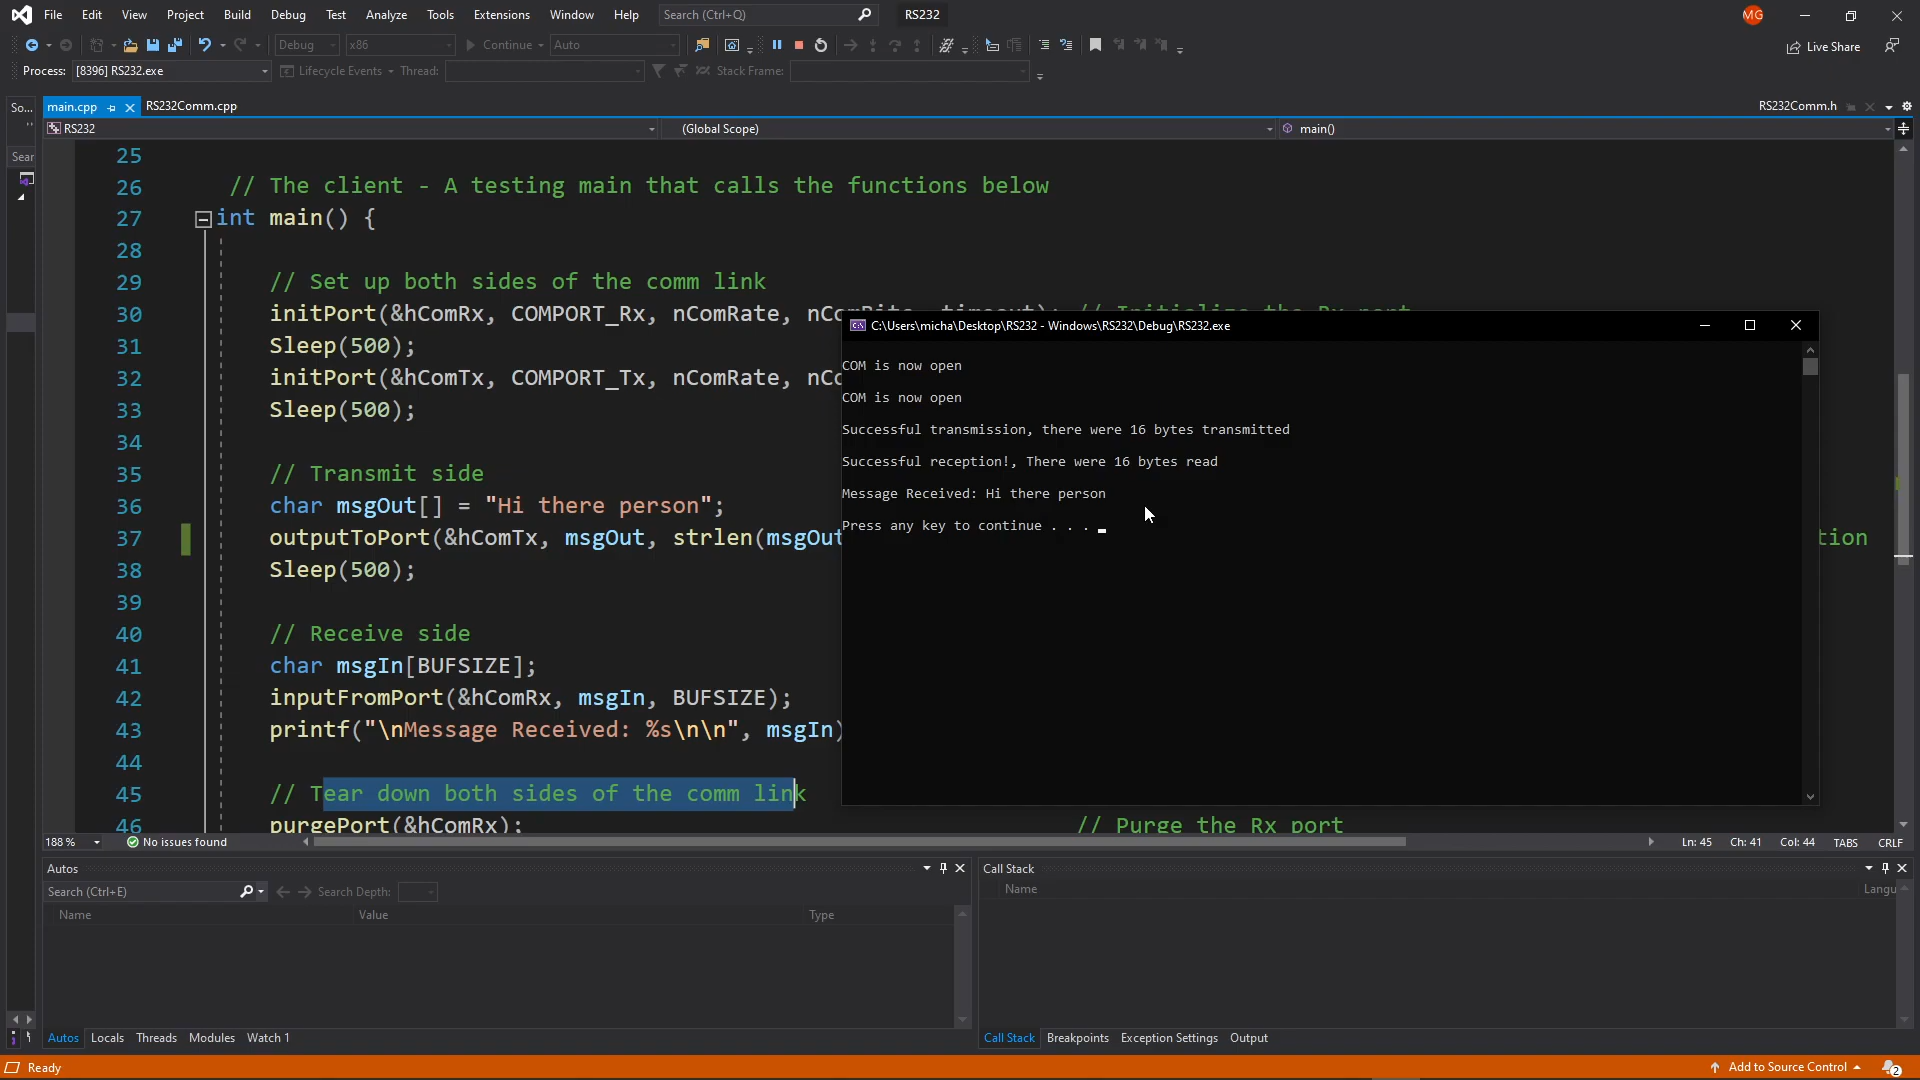 File Edit View Project Build Debug Test Analyze Tools Extensions Window Help Search (Ctrl+Q) RS232 MG
Debug x86 Continue Auto Live Share
Process: [8396] RS232.exe Lifecycle Events Thread: Stack Frame:
So... main.cpp RS232Comm.cpp RS232Comm.h
RS232 (Global Scope) main()
Sear
25
26 // The client - A testing main that calls the functions below
27 int main() {
28
29 // Set up both sides of the comm link
30 initPort(&hComRx, COMPORT_Rx, nComRate, nComBits, timeout); // Initialize the Rx port
31 Sleep(500);
32 initPort(&hComTx, COMPORT_Tx, nComRate, nCo
33 Sleep(500);
34
35 // Transmit side
36 char msgOut[] = "Hi there person";
37 outputToPort(&hComTx, msgOut, strlen(msgOut tion
38 Sleep(500);
39
40 // Receive side
41 char msgIn[BUFSIZE];
42 inputFromPort(&hComRx, msgIn, BUFSIZE);
43 printf("\nMessage Received: %s\n\n", msgIn)
44
45 // Tear down both sides of the comm link
46 purgePort(&hComRx); // Purge the Rx port
C:\Users\micha\Desktop\RS232 - Windows\RS232\Debug\RS232.exe
COM is now open
COM is now open
Successful transmission, there were 16 bytes transmitted
Successful reception!, There were 16 bytes read
Message Received: Hi there person
Press any key to continue . . .
188 % No issues found Ln: 45 Ch: 41 Col: 44 TABS CRLF
Autos
Search (Ctrl+E) Search Depth:
Name Value Type
Autos Locals Threads Modules Watch 1
Call Stack
Name Langu
Call Stack Breakpoints Exception Settings Output
Ready Add to Source Control 2